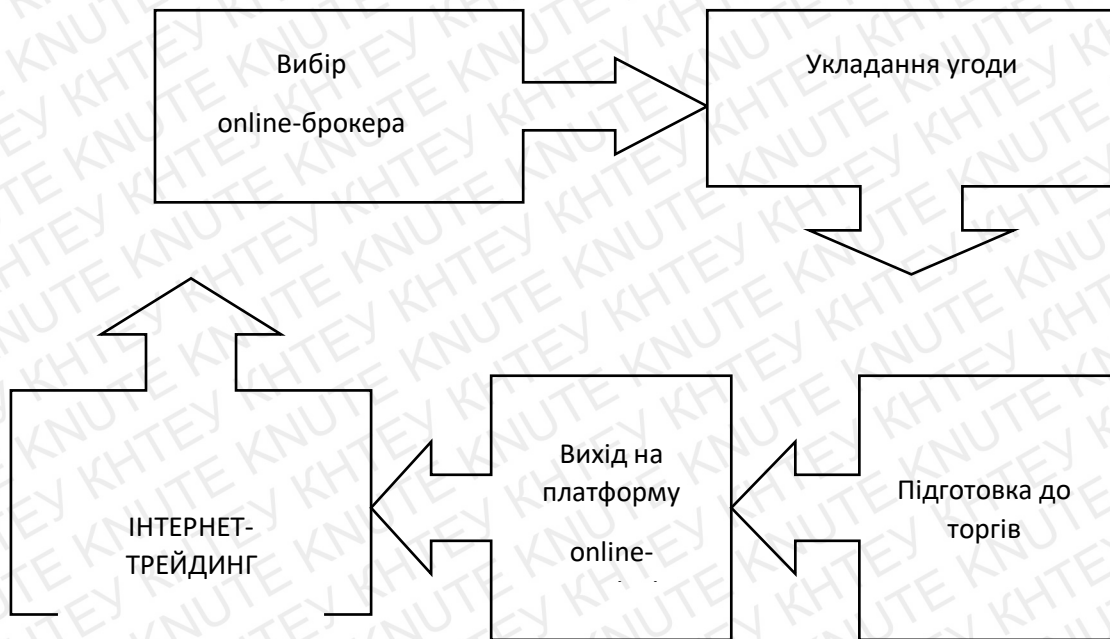 Вибір
online-брокера
Укладання угоди
ІНТЕРНЕТ-
ТРЕЙДИНГ
Вихід на
платформу
online-
Підготовка до
торгів